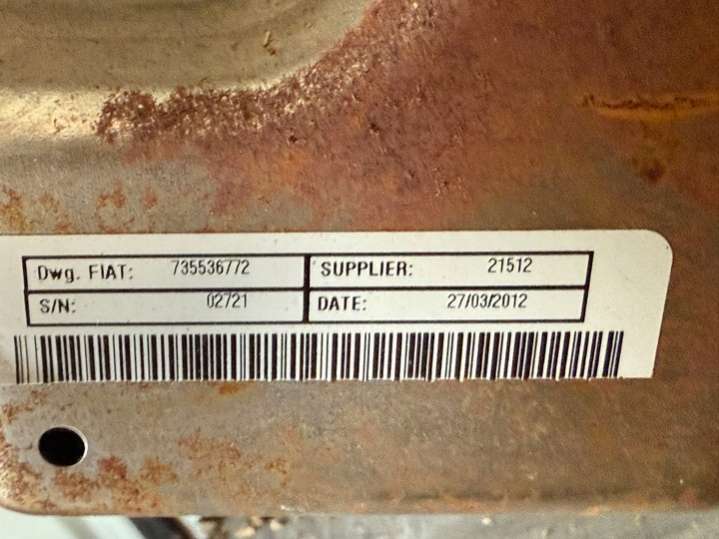 Dwg. FIAT: 735536772 SUPPLIER: 21512
S/N: 02721 DATE: 27/03/2012